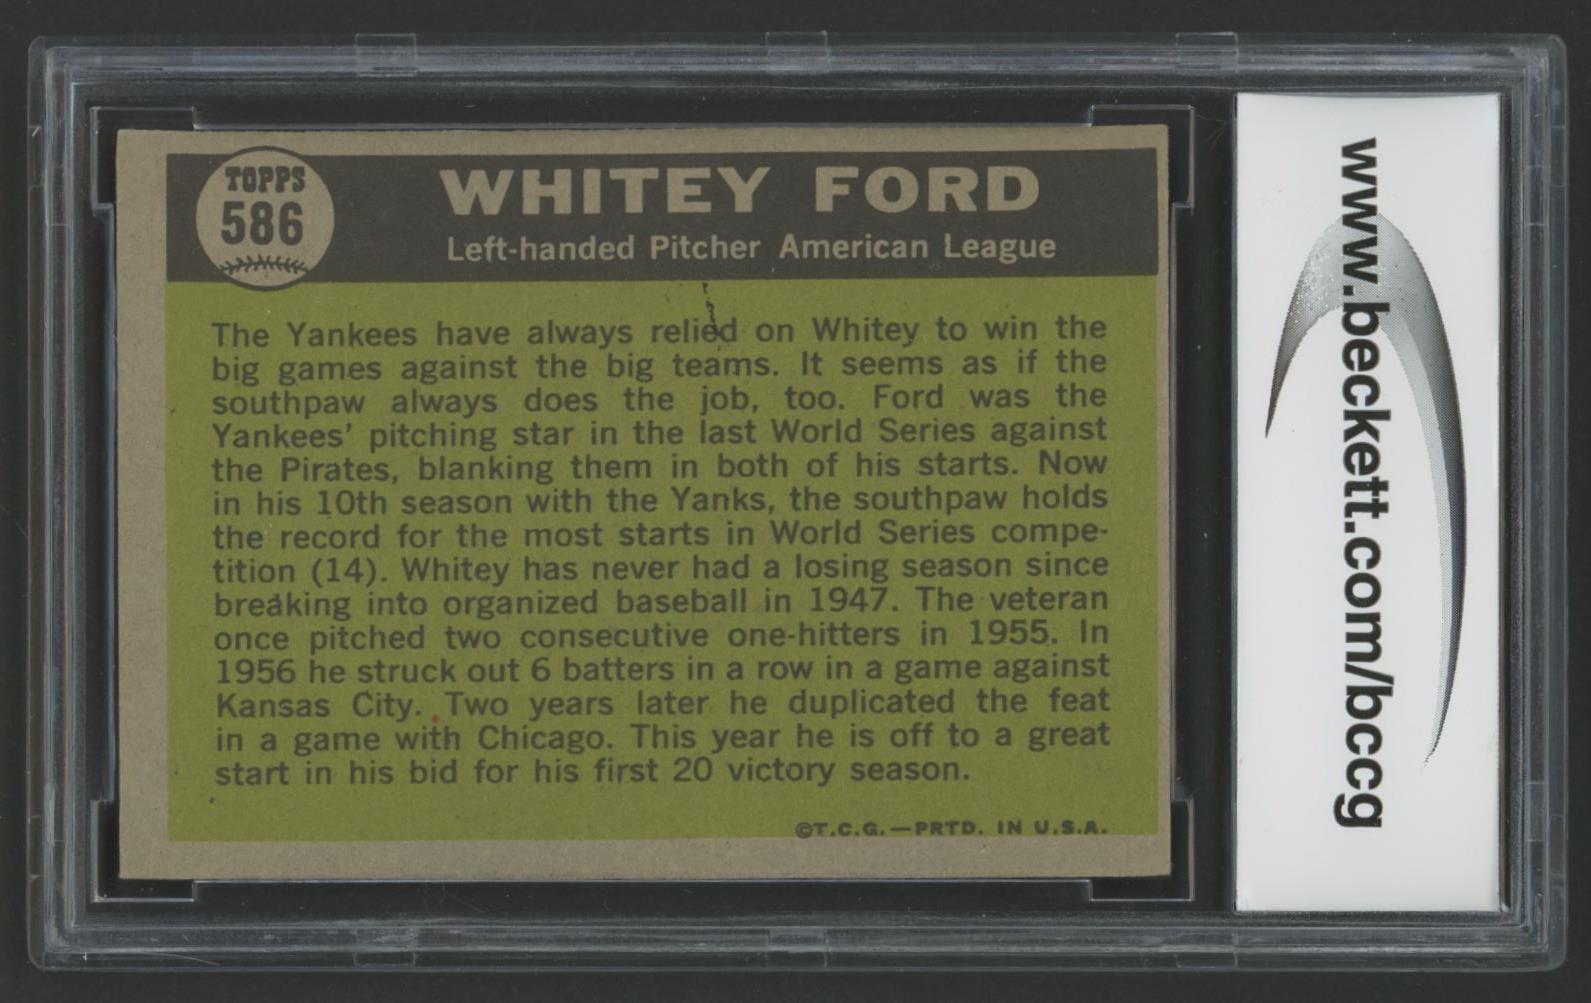 TOPPS
586
WHITEY FORD
Left-handed Pitcher American League
The Yankees have always relied on Whitey to win the
big games against the big teams. It seems as if the
southpaw always does the job, too. Ford was the
Yankees' pitching star in the last World Series against
the Pirates, blanking them in both of his starts. Now
in his 10th season with the Yanks, the southpaw holds
the record for the most starts in World Series compe-
tition (14). Whitey has never had a losing season since
breaking into organized baseball in 1947. The veteran
once pitched two consecutive one-hitters in 1955. In
1956 he struck out 6 batters in a row in a game against
Kansas City. Two years later he duplicated the feat
in a game with Chicago. This year he is off to a great
start in his bid for his first 20 victory season.
©T.C.G.—PRTD. IN U.S.A.
www.beckett.com/bccg